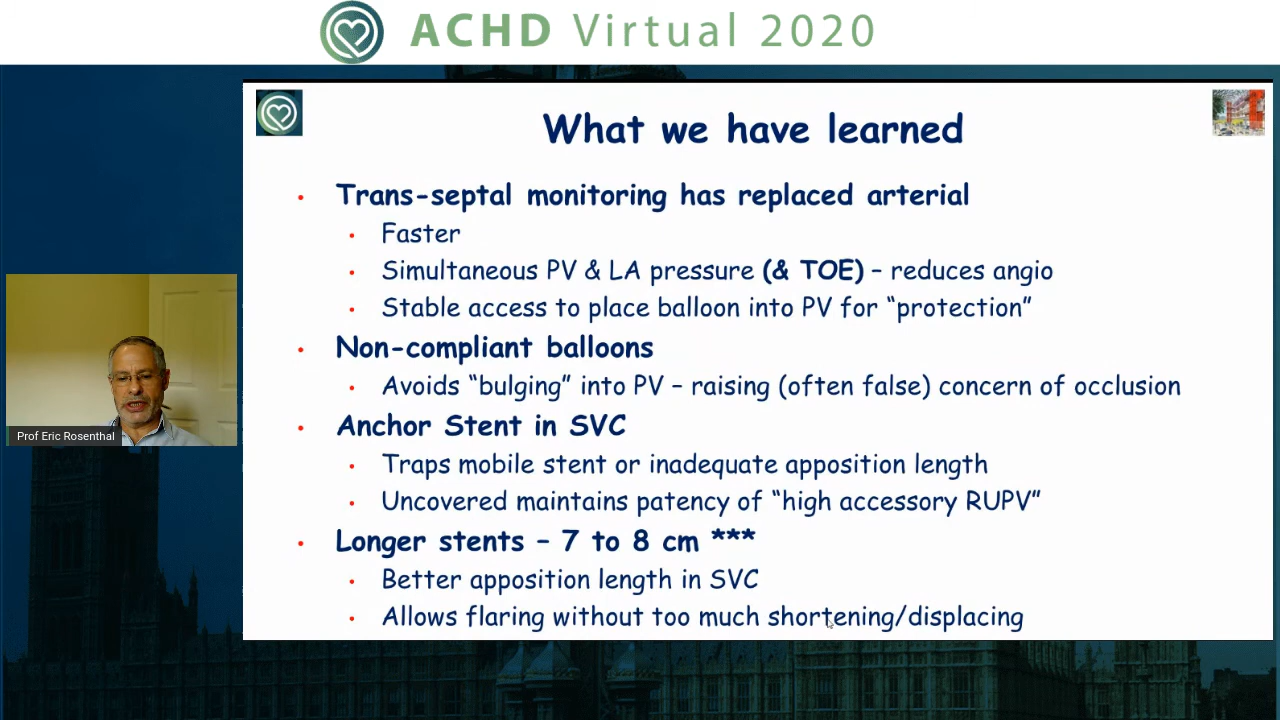 ACHD Virtual 2020
What we have learned
• Trans-septal monitoring has replaced arterial
• Faster
• Simultaneous PV & LA pressure (& TOE) – reduces angio
• Stable access to place balloon into PV for “protection”
• Non-compliant balloons
• Avoids “bulging” into PV – raising (often false) concern of occlusion
• Anchor Stent in SVC
• Traps mobile stent or inadequate apposition length
• Uncovered maintains patency of “high accessory RUPV”
• Longer stents – 7 to 8 cm ***
• Better apposition length in SVC
• Allows flaring without too much shortening/displacing
Prof Eric Rosenthal